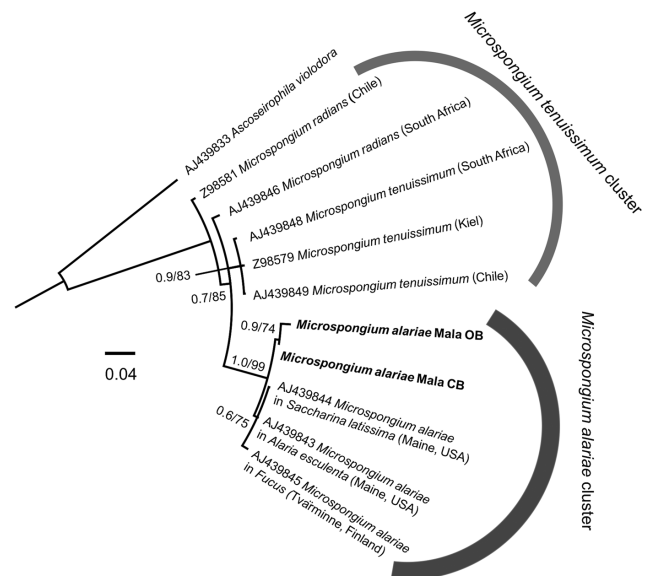 Microspongium tenuissimum cluster
AJ439833 Ascoseirophila violodora
Z98581 Microspongium radians (Chile)
AJ439846 Microspongium radians (South Africa)
AJ439848 Microspongium tenuissimum (South Africa)
Z98579 Microspongium tenuissimum (Kiel)
AJ439849 Microspongium tenuissimum (Chile)
0.9/83
0.7/85
0.9/74
Microspongium alariae Mala OB
1.0/99
Microspongium alariae Mala CB
0.04
AJ439844 Microspongium alariae
in Saccharina latissima (Maine, USA)
0.6/75
AJ439843 Microspongium alariae
in Alaria esculenta (Maine, USA)
AJ439845 Microspongium alariae
in Fucus (Tvärminne, Finland)
Microspongium alariae cluster